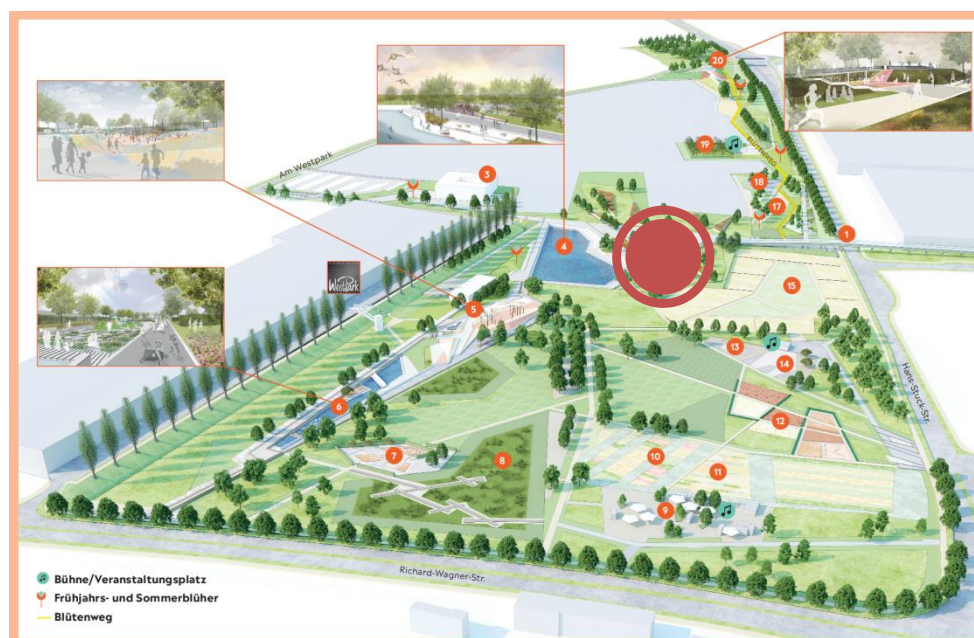 20
BLÜTENWEG
19
18
17
Am Westpark
3
4
1
15
WestPark
5
13
14
Hans-Stuck-Str.
6
12
7
8
10
11
9
Richard-Wagner-Str.
Bühne/Veranstaltungsplatz
Frühjahrs- und Sommerblüher
Blütenweg